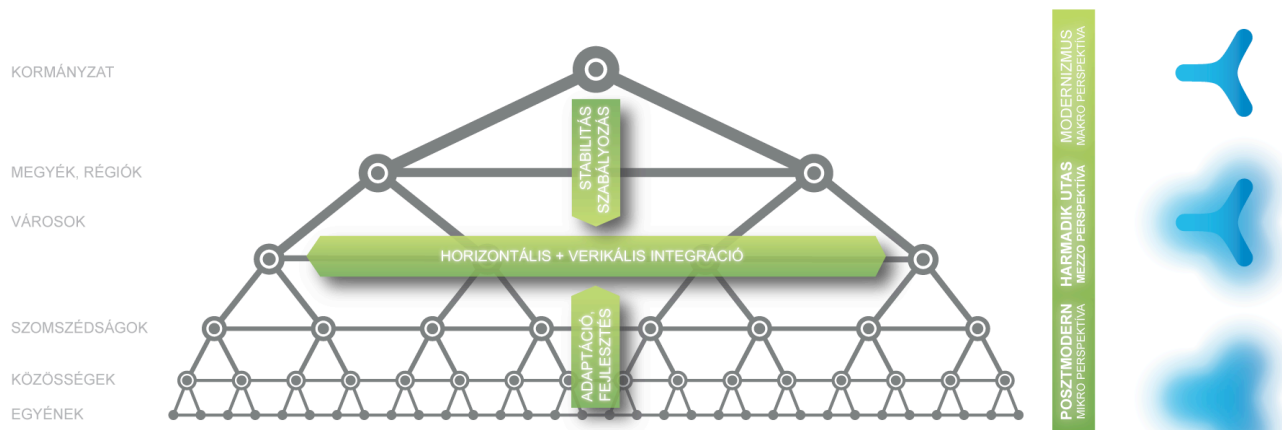 KORMÁNYZAT
MEGYÉK, RÉGIÓK
VÁROSOK
SZOMSZÉDSÁGOK
KÖZÖSSÉGEK
EGYÉNEK
STABILITÁS
SZABÁLYOZÁS
HORIZONTÁLIS + VERIKÁLIS INTEGRÁCIÓ
ADAPTÁCIÓ,
FEJLESZTÉS
MODERNIZMUS
MAKRO PERSPEKTÍVA
HARMADIK UTAS
MEZZO PERSPEKTÍVA
POSZTMODERN
MIKRO PERSPEKTÍVA